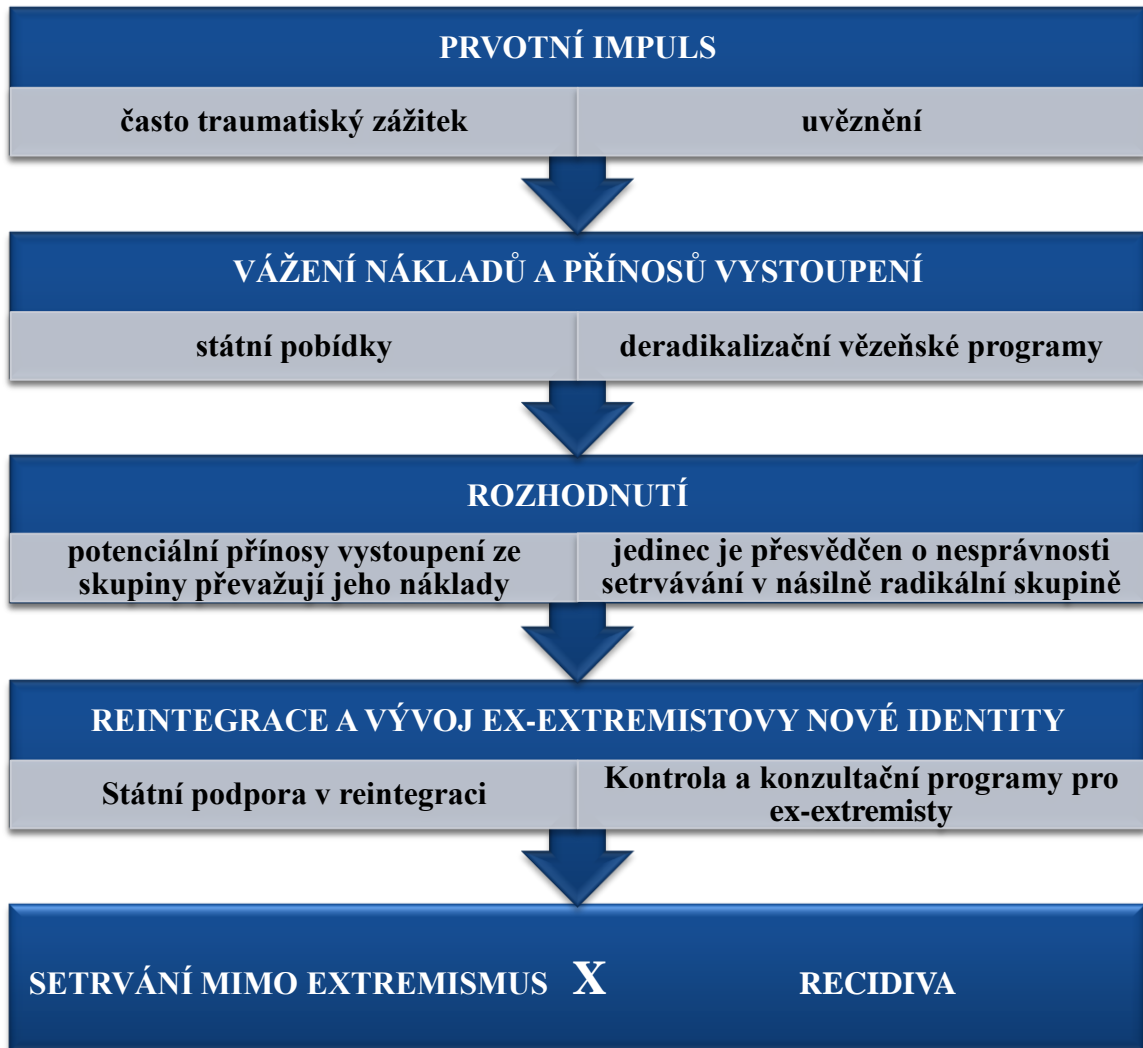 PRVOTNÍ IMPULS
často traumatiský zážitek
uvěznění
VÁŽENÍ NÁKLADŮ A PŘÍNOSŮ VYSTOUPENÍ
státní pobídky
deradikalizační vězeňské programy
ROZHODNUTÍ
potenciální přínosy vystoupení ze
skupiny převažují jeho náklady
jedinec je přesvědčen o nesprávnosti
setrvávání v násilně radikální skupině
REINTEGRACE A VÝVOJ EX-EXTREMISTOVY NOVÉ IDENTITY
Státní podpora v reintegraci
Kontrola a konzultační programy pro
ex-extremisty
SETRVÁNÍ MIMO EXTREMISMUS X RECIDIVA